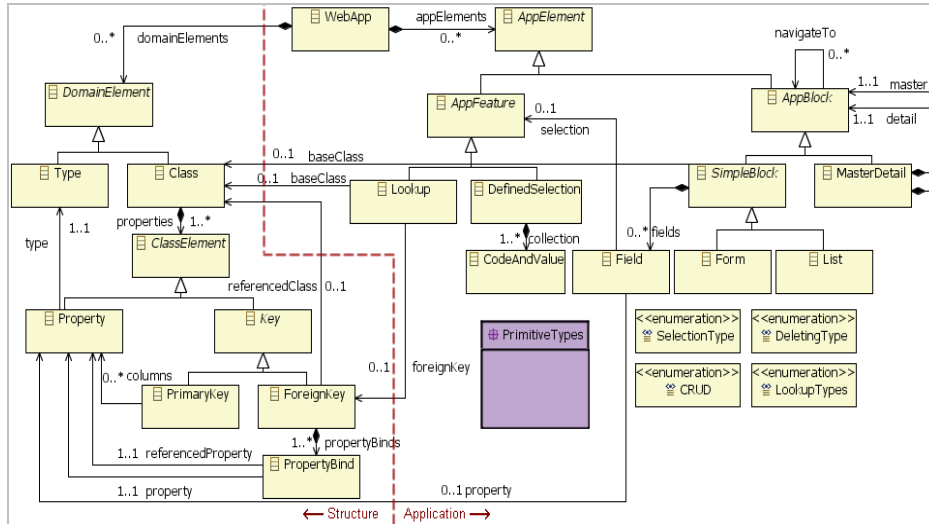 WebApp
appElements
0..*
AppElement
0..*
domainElements
navigateTo
0..*
DomainElement
AppFeature
0..1
selection
AppBlock
1..1
master
1..1
detail
Type
Class
0..1
baseClass
0..1
baseClass
Lookup
DefinedSelection
SimpleBlock
MasterDetail
properties
1..*
1..1
type
ClassElement
1..*
collection
0..*
fields
CodeAndValue
Field
Form
List
referencedClass
0..1
Property
Key
PrimitiveTypes
<<enumeration>>
SelectionType
<<enumeration>>
DeletingType
0..1
foreignKey
0..*
columns
PrimaryKey
ForeignKey
<<enumeration>>
CRUD
<<enumeration>>
LookupTypes
1..*
propertyBinds
1..1
referencedProperty
PropertyBind
1..1
property
0..1
property
Structure
Application